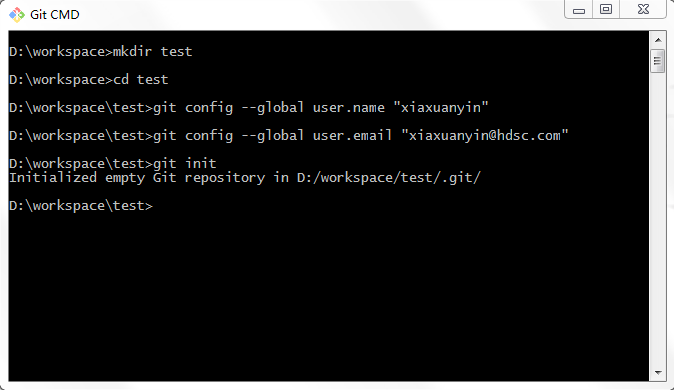 Git CMD
D:\workspace>mkdir test
D:\workspace>cd test
D:\workspace\test>git config --global user.name "xiaxuanyin"
D:\workspace\test>git config --global user.email "xiaxuanyin@hdsc.com"
D:\workspace\test>git init
Initialized empty Git repository in D:/workspace/test/.git/
D:\workspace\test>